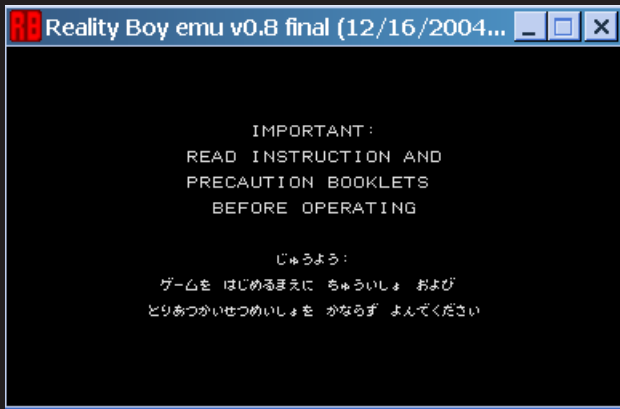 RB Reality Boy emu v0.8 final (12/16/2004...
IMPORTANT:
READ INSTRUCTION AND
PRECAUTION BOOKLETS
BEFORE OPERATING
じゅうよう:
ゲームを はじめるまえに ちゅういしょ および
とりあつかいせつめいしょを かならず よんでください